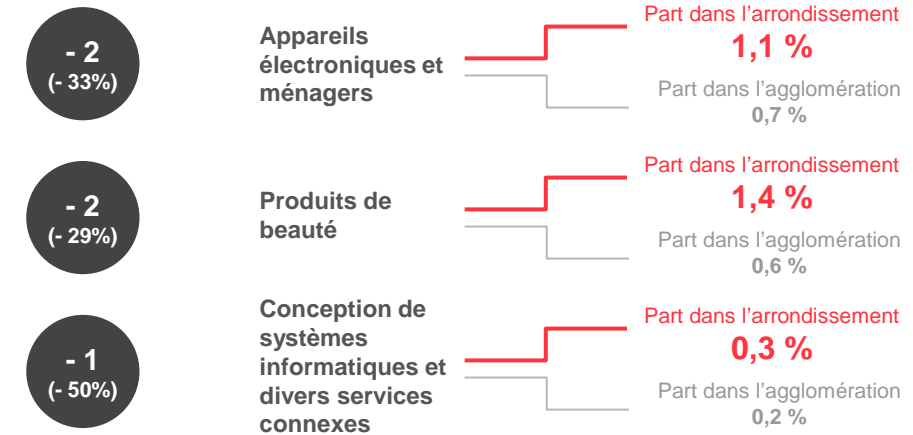 - 2
(- 33%)
Appareils
électroniques et
ménagers
Part dans l'arrondissement
1,1 %
Part dans l'agglomération
0,7 %
- 2
(- 29%)
Produits de
beauté
Part dans l'arrondissement
1,4 %
Part dans l'agglomération
0,6 %
- 1
(- 50%)
Conception de
systèmes
informatiques et
divers services
connexes
Part dans l'arrondissement
0,3 %
Part dans l'agglomération
0,2 %